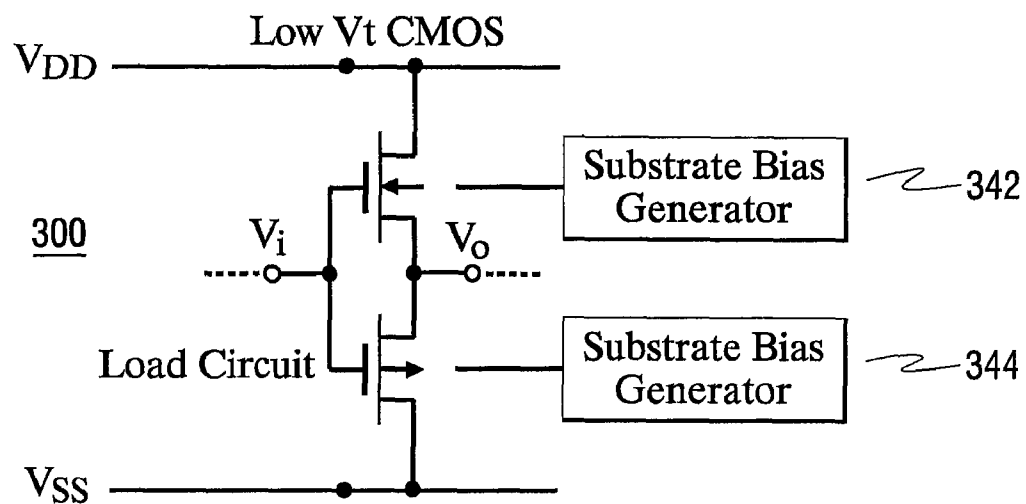 Low Vt CMOS
VDD
Substrate Bias
Generator
342
300
Vi
Vo
Load Circuit
Substrate Bias
Generator
344
VSS